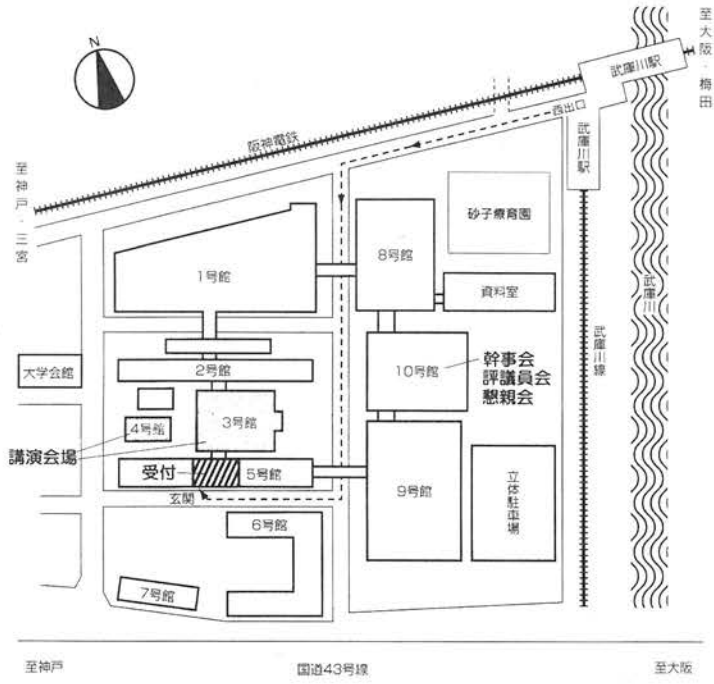 至大阪・梅田
N
武庫川駅
西出口
阪神電鉄
武庫川駅
至神戸・三宮
砂子療育園
8号館
1号館
資料室
武庫川
武庫川線
大学会館
2号館
10号館
幹事会
評議員会
懇親会
3号館
4号館
講演会場
受付
5号館
玄関
9号館
立体駐車場
6号館
7号館
至神戸
国道43号線
至大阪